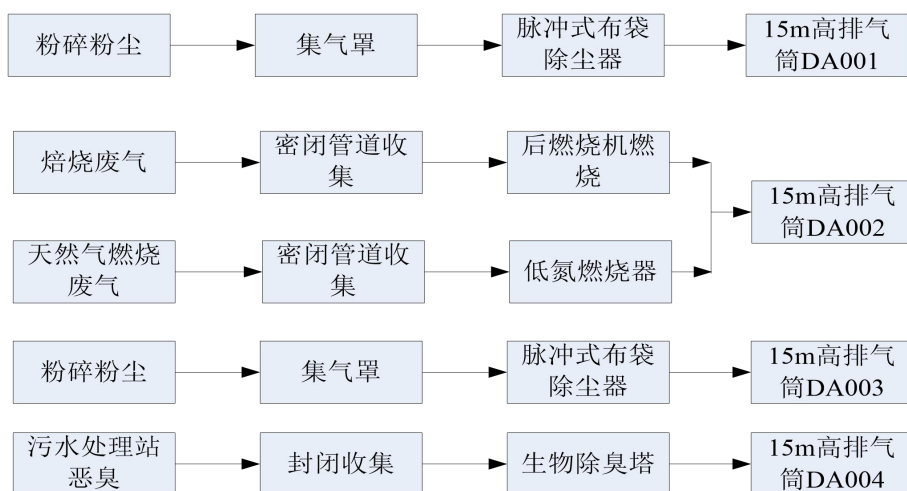 粉碎粉尘
集气罩
脉冲式布袋
除尘器
15m高排气
筒DA001
焙烧废气
密闭管道收
集
后燃烧机燃
烧
15m高排气
筒DA002
天然气燃烧
废气
密闭管道收
集
低氮燃烧器
粉碎粉尘
集气罩
脉冲式布袋
除尘器
15m高排气
筒DA003
污水处理站
恶臭
封闭收集
生物除臭塔
15m高排气
筒DA004